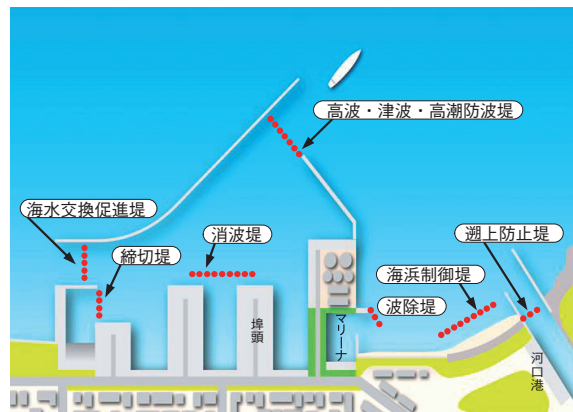 高波・津波・高潮防波堤
海水交換促進堤
消波堤
遡上防止堤
締切堤
海浜制御堤
波除堤
埠頭
マリーナ
河口港